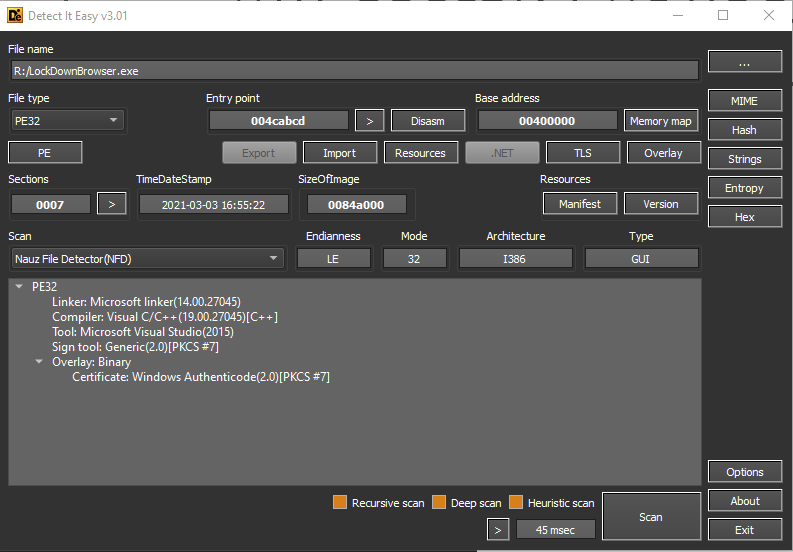 Detect It Easy v3.01
File name
R:/LockDownBrowser.exe
...
File type
Entry point
Base address
MIME
PE32
004cabcd
>
Disasm
00400000
Memory map
Hash
PE
Export
Import
Resources
.NET
TLS
Overlay
Strings
Sections
TimeDateStamp
SizeOfImage
Resources
Entropy
0007
>
2021-03-03 16:55:22
0084a000
Manifest
Version
Hex
Scan
Endianness
Mode
Architecture
Type
Nauz File Detector(NFD)
LE
32
I386
GUI
PE32
Linker: Microsoft linker(14.00.27045)
Compiler: Visual C/C++(19.00.27045)[C++]
Tool: Microsoft Visual Studio(2015)
Sign tool: Generic(2.0)[PKCS #7]
Overlay: Binary
Certificate: Windows Authenticode(2.0)[PKCS #7]
Options
Recursive scan
Deep scan
Heuristic scan
Scan
About
>
45 msec
Exit